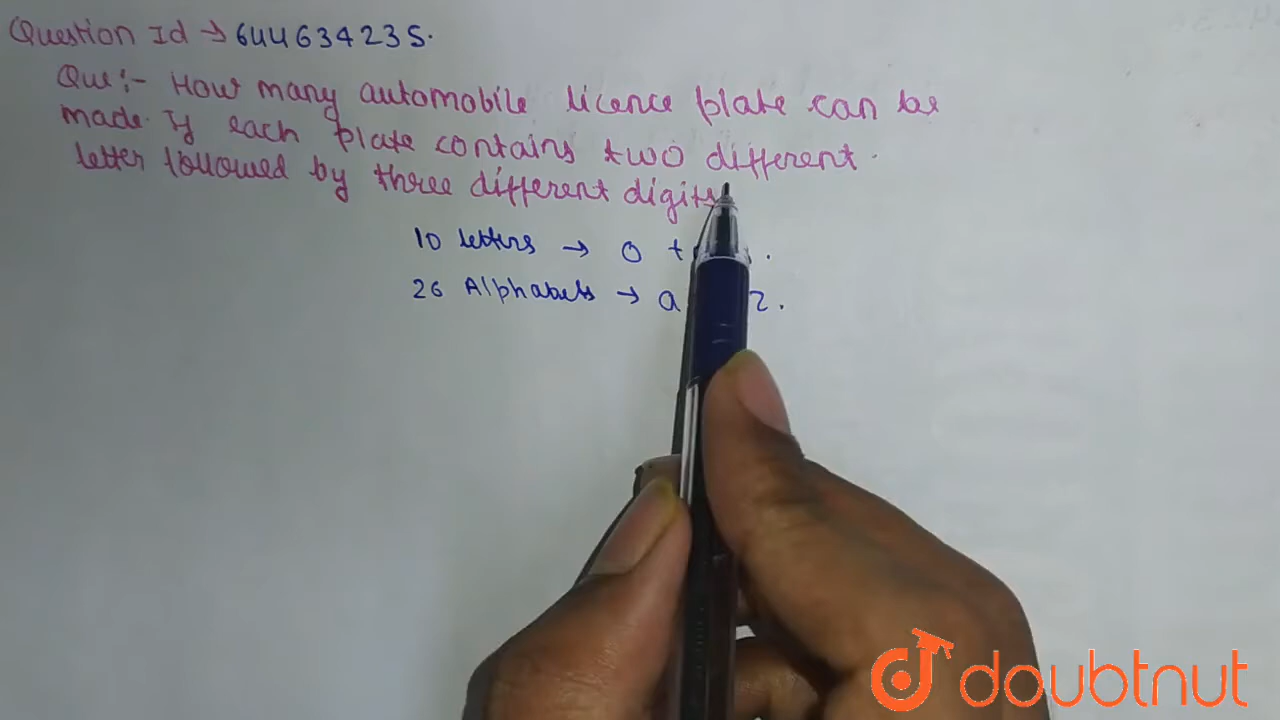 Question Id → 644634235.
Que:- How many automobile licence plate can be
made. If each plate contains two different.
letter followed by three different digits
10 letters → 0 t .
26 Alphabets → a z.
doubtnut